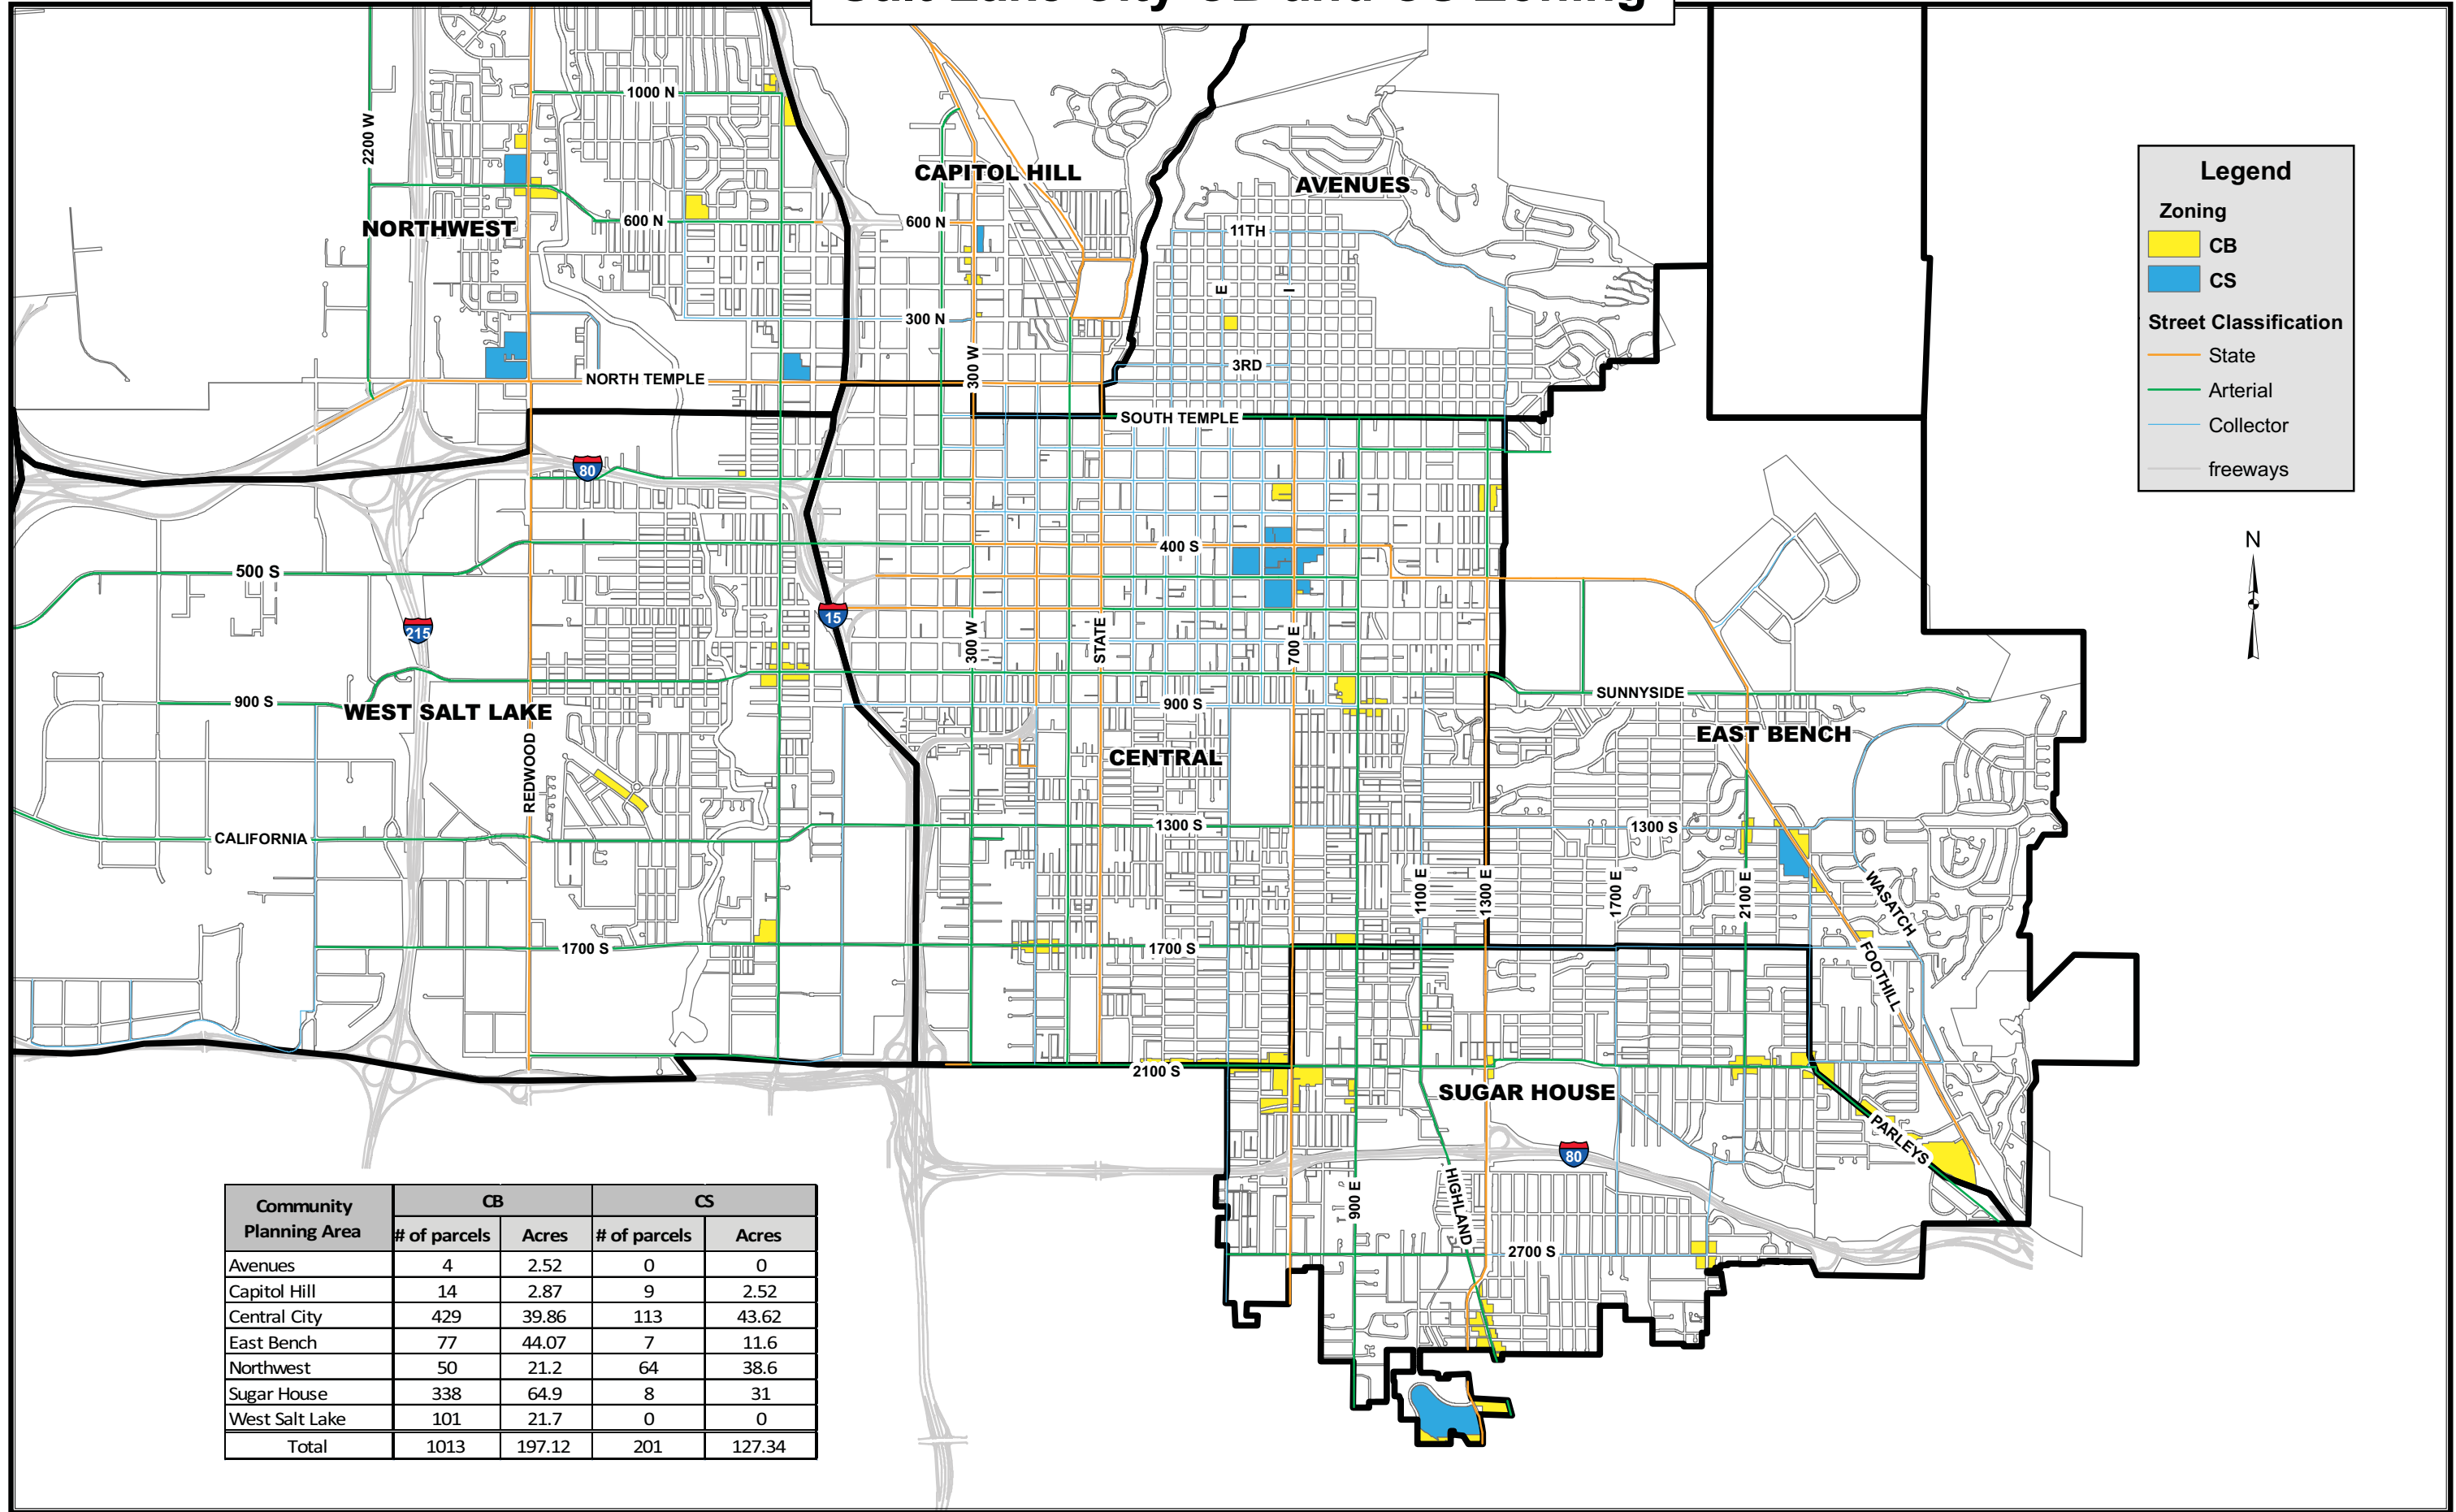 Salt Lake City CB and CS Zoning
1000 N
2200 W
CAPITOL HILL
AVENUES
NORTHWEST
600 N
600 N
11TH
E
I
300 N
300 W
3RD
NORTH TEMPLE
SOUTH TEMPLE
80
400 S
500 S
15
215
300 W
STATE
700 E
SUNNYSIDE
900 S
900 S
WEST SALT LAKE
EAST BENCH
REDWOOD
CENTRAL
1300 S
1300 S
CALIFORNIA
1100 E
1300 E
1700 E
2100 E
WASATCH
1700 S
1700 S
FOOTHILL
2100 S
SUGAR HOUSE
PARLEYS
80
900 E
HIGHLAND
2700 S
Legend
Zoning
CB
CS
Street Classification
State
Arterial
Collector
freeways
N
Community Planning Area CB CS
# of parcels Acres # of parcels Acres
Avenues 4 2.52 0 0
Capitol Hill 14 2.87 9 2.52
Central City 429 39.86 113 43.62
East Bench 77 44.07 7 11.6
Northwest 50 21.2 64 38.6
Sugar House 338 64.9 8 31
West Salt Lake 101 21.7 0 0
Total 1013 197.12 201 127.34